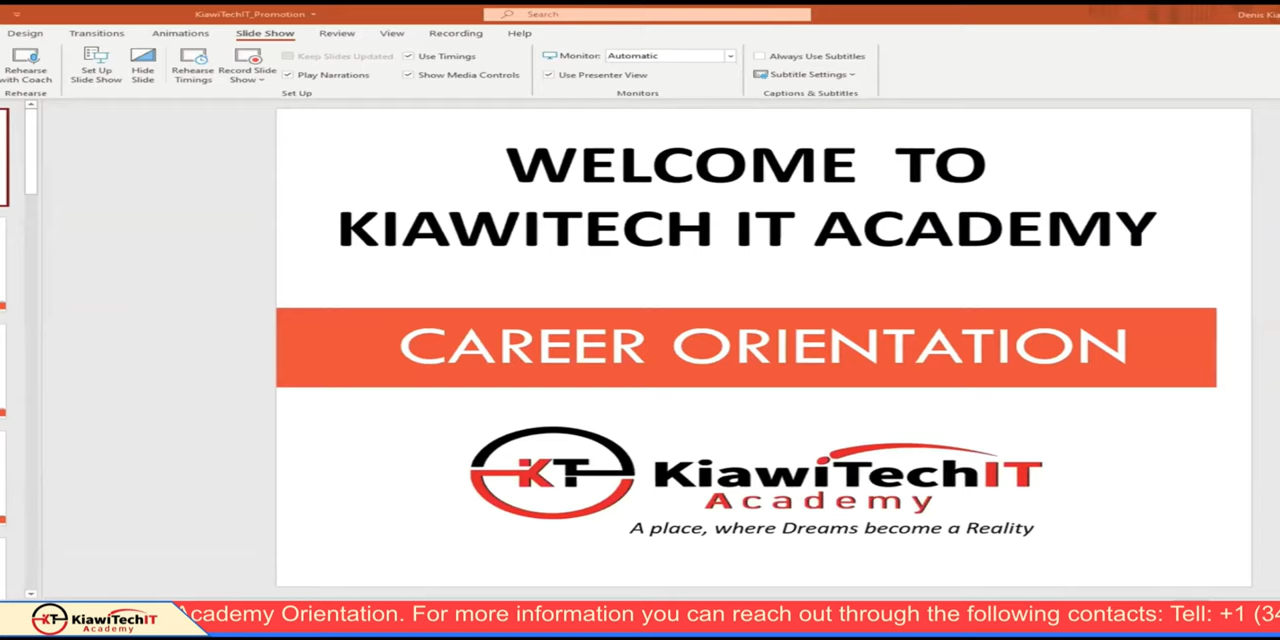 KiawiTechIT_Promotion
Search
Denis Kia
Design Transitions Animations Slide Show Review View Recording Help
Rehearse with Coach
Set Up Slide Show
Hide Slide
Rehearse Timings
Record Slide Show
Keep Slides Updated
Use Timings
Play Narrations
Show Media Controls
Monitor: Automatic
Use Presenter View
Always Use Subtitles
Subtitle Settings
Rehearse
Set Up
Monitors
Captions & Subtitles
WELCOME TO
KIAWITECH IT ACADEMY
CAREER ORIENTATION
KT
KiawiTechIT
Academy
A place, where Dreams become a Reality
KT
KiawiTechIT
Academy
Academy Orientation. For more information you can reach out through the following contacts: Tell: +1 (34